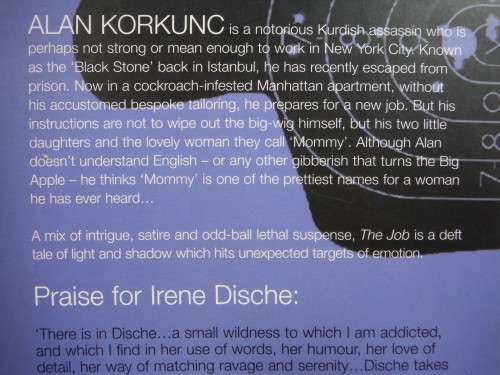 ALAN KORKUNC is a notorious Kurdish assassin who is
perhaps not strong or mean enough to work in New York City. Known
as the 'Black Stone' back in Istanbul, he has recently escaped from
prison. Now in a cockroach-infested Manhattan apartment, without
his accustomed bespoke tailoring, he prepares for a new job. But his
instructions are not to wipe out the big-wig himself, but his two little
daughters and the lovely woman they call 'Mommy'. Although Alan
doesn't understand English – or any other gibberish that turns the Big
Apple – he thinks 'Mommy' is one of the prettiest names for a woman
he has ever heard…
A mix of intrigue, satire and odd-ball lethal suspense, The Job is a deft
tale of light and shadow which hits unexpected targets of emotion.
Praise for Irene Dische:
'There is in Dische…a small wildness to which I am addicted,
and which I find in her use of words, her humour, her love of
detail, her way of matching ravage and serenity…Dische takes